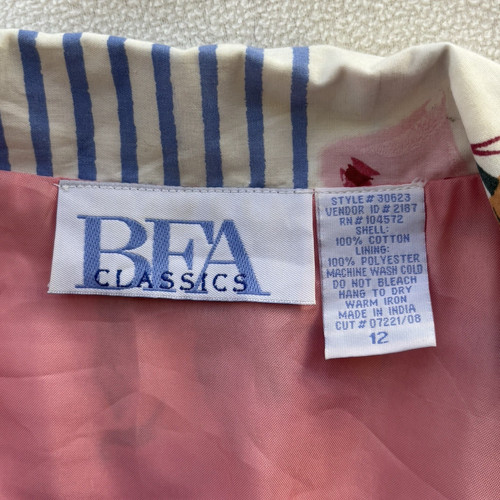 BFA
CLASSICS
STYLE# 30623
VENDOR ID# 2187
RN# 104572
SHELL:
100% COTTON
LINING:
100% POLYESTER
MACHINE WASH COLD
DO NOT BLEACH
HANG TO DRY
WARM IRON
MADE IN INDIA
CUT# 07221/08
12